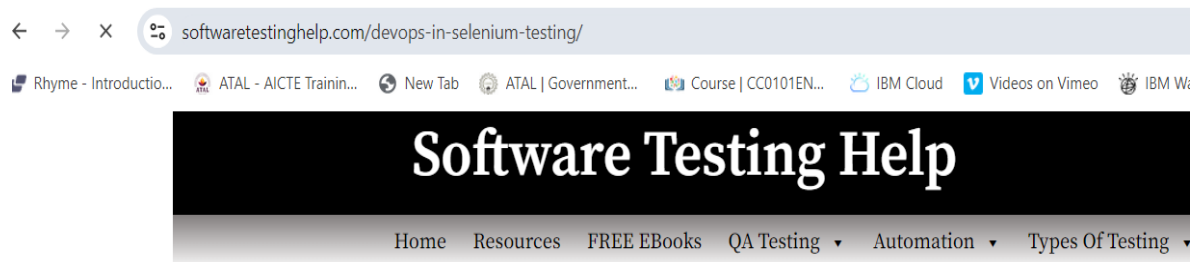 softwaretestinghelp.com/devops-in-selenium-testing/
Rhyme - Introductio... ATAL - AICTE Trainin... New Tab ATAL | Government... Course | CC0101EN... IBM Cloud Videos on Vimeo IBM Wa
Software Testing Help
Home Resources FREE EBooks QA Testing Automation Types Of Testing